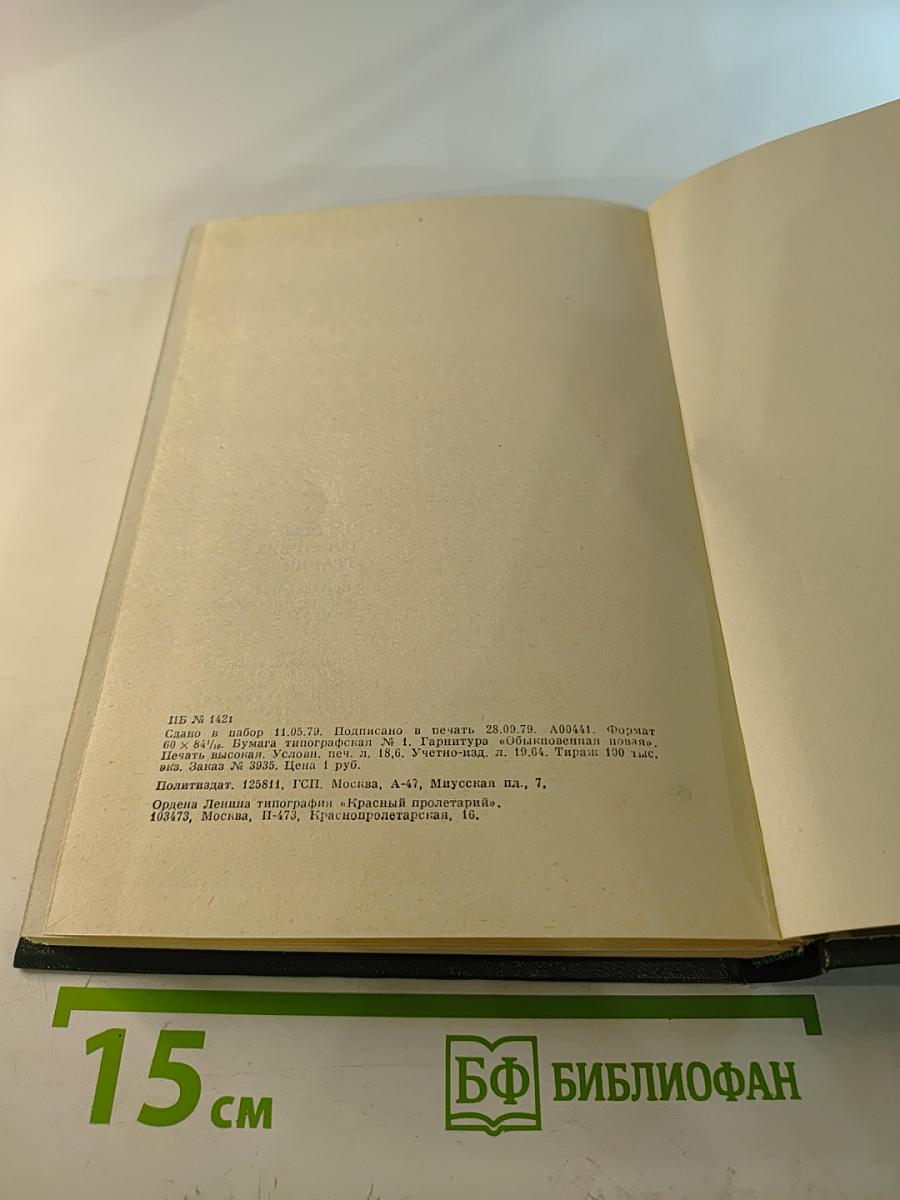 ИБ № 1421
Сдано в набор 11.05.79. Подписано в печать 28.09.79. А00441. Формат
60 × 84¹/₁₆. Бумага типографская № 1. Гарнитура «Обыкновенная новая».
Печать высокая. Условн. печ. л. 18,6. Учетно-изд. л. 19,64. Тираж 100 тыс.
экз. Заказ № 3935. Цена 1 руб.
Политиздат. 125811, ГСП, Москва, А-47, Миусская пл., 7.
Ордена Ленина типография «Красный пролетарий».
103473, Москва, И-473, Краснопролетарская, 16.
15 см
БФ БИБЛИОФАН